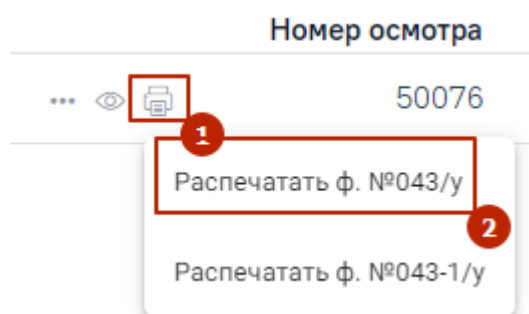 Номер осмотра
50076
1
Распечатать ф. №043/у
2
Распечатать ф. №043-1/у